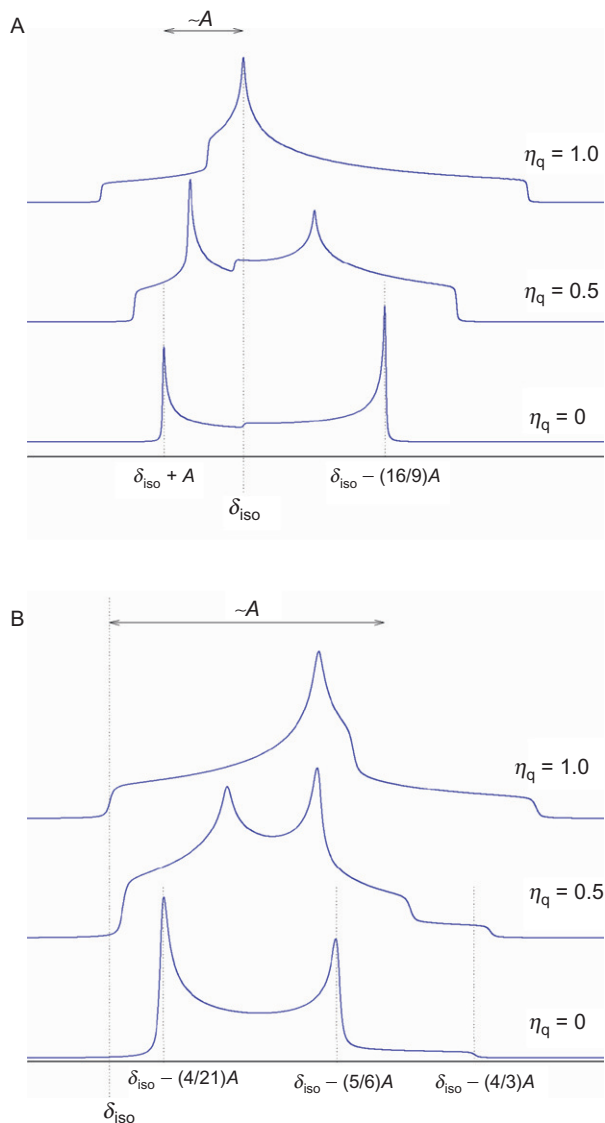 A
~A
ηq = 1.0
ηq = 0.5
ηq = 0
δiso + A
δiso − (16/9)A
δiso
B
~A
ηq = 1.0
ηq = 0.5
ηq = 0
δiso − (4/21)A
δiso − (5/6)A
δiso − (4/3)A
δiso